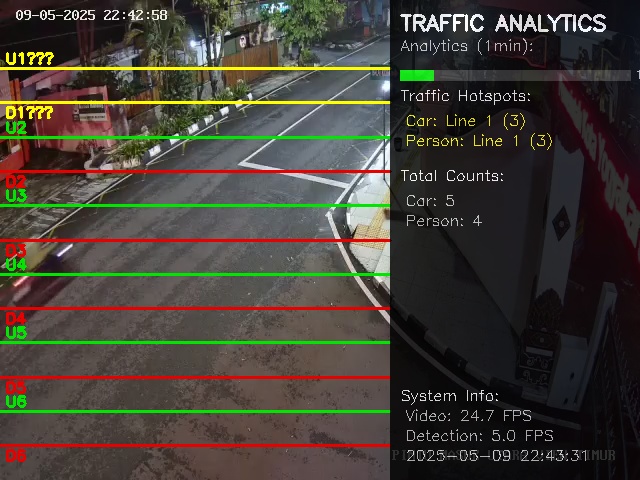 09-05-2025 22:42:58
U1???
D1???
U2
D2
U3
D3
U4
D4
U5
D5
U6
D6
TRAFFIC ANALYTICS
Analytics (1min):
1
Traffic Hotspots:
Car: Line 1 (3)
Person: Line 1 (3)
Total Counts:
Car: 5
Person: 4
System Info:
Video: 24.7 FPS
Detection: 5.0 FPS
2025-05-09 22:43:31
TIMUR